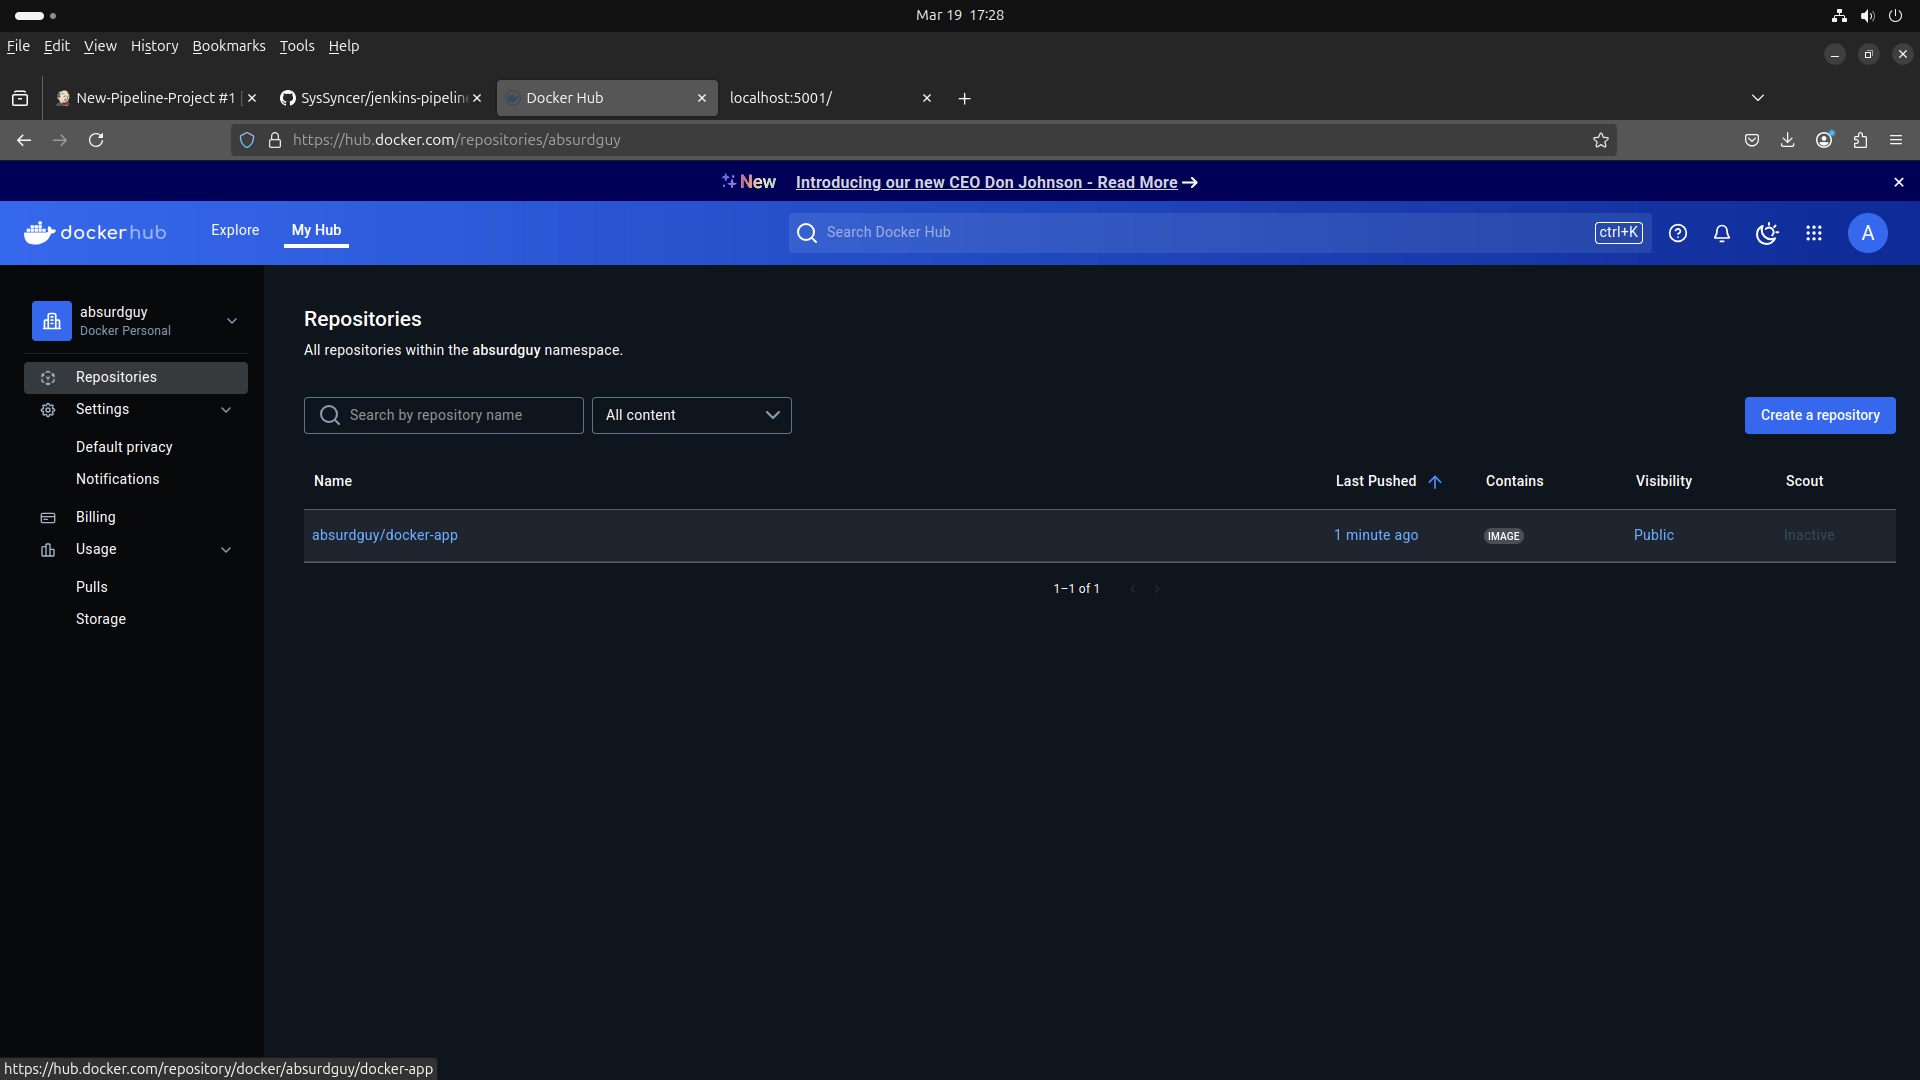 Mar 19 17:28
File Edit View History Bookmarks Tools Help
New-Pipeline-Project #1 [ SysSyncer/jenkins-pipelin Docker Hub localhost:5001/
https://hub.docker.com/repositories/absurdguy
New Introducing our new CEO Don Johnson - Read More →
docker hub Explore My Hub Search Docker Hub ctrl+K A
absurdguy
Docker Personal
Repositories
Settings
Default privacy
Notifications
Billing
Usage
Pulls
Storage
Repositories
All repositories within the absurdguy namespace.
Search by repository name All content Create a repository
Name Last Pushed Contains Visibility Scout
absurdguy/docker-app 1 minute ago IMAGE Public Inactive
1–1 of 1
https://hub.docker.com/repository/docker/absurdguy/docker-app